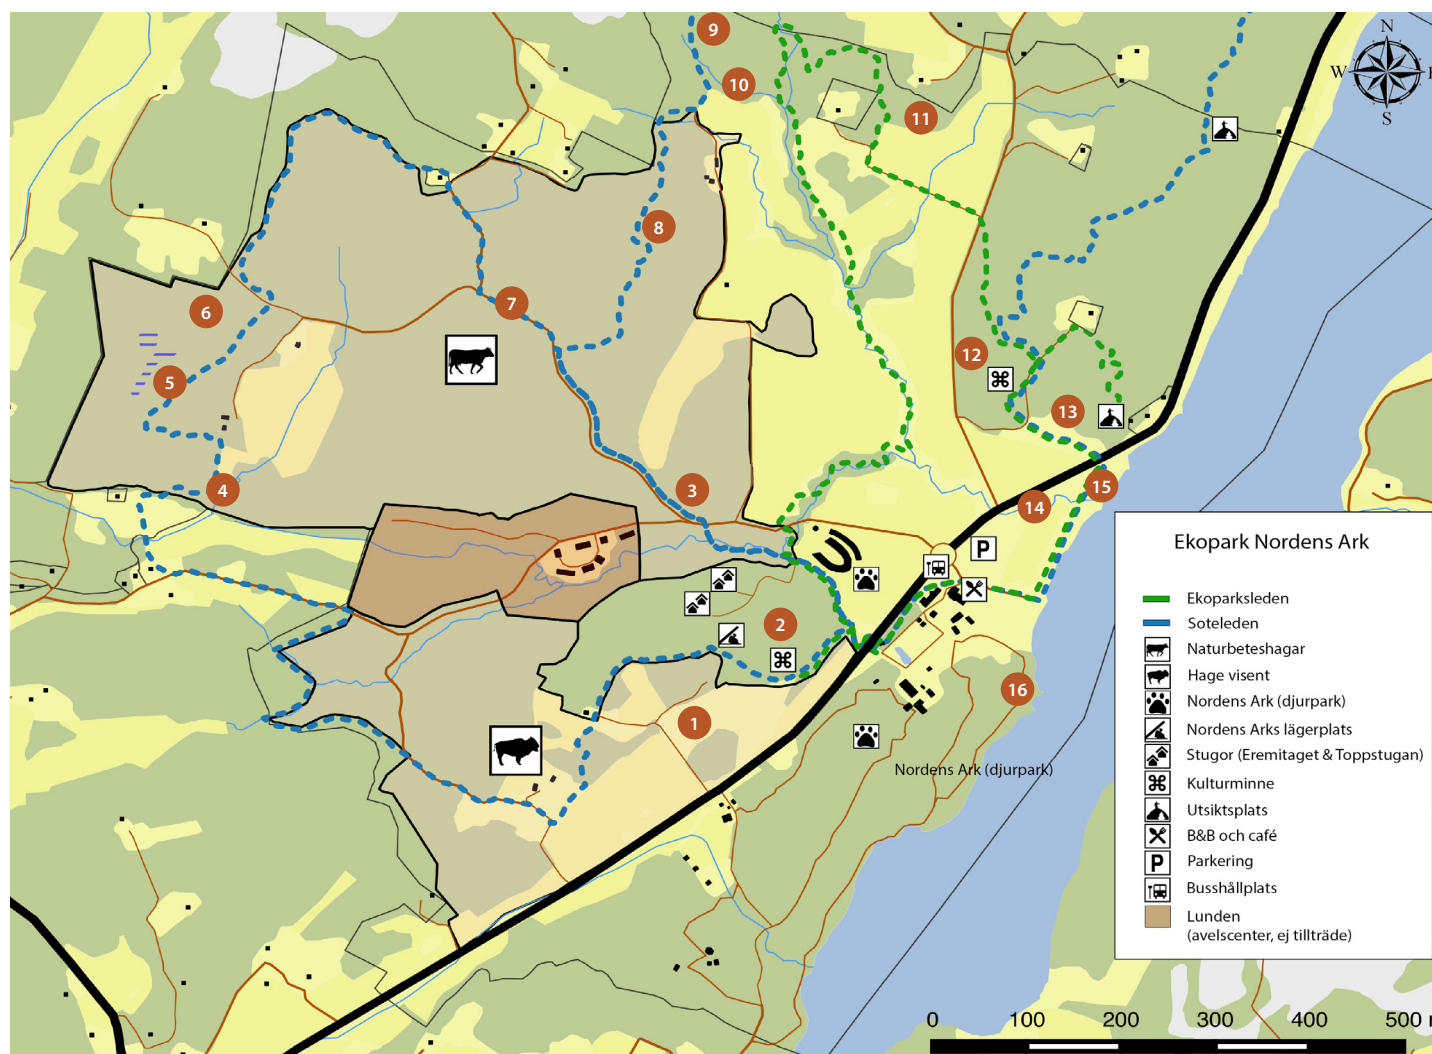 9
N
W
S
10
11
8
6
7
12
5
13
3
4
15
14
P
2
16
1
Nordens Ark (djurpark)
Ekopark Nordens Ark
Ekoparksleden
Soteleden
Naturbeteshagar
Hage visent
Nordens Ark (djurpark)
Nordens Arks lägerplats
Stugor (Eremitaget & Toppstugan)
Kulturminne
Utsiktsplats
B&B och café
P Parkering
Busshållplats
Lunden
(avelscenter, ej tillträde)
0 100 200 300 400 500